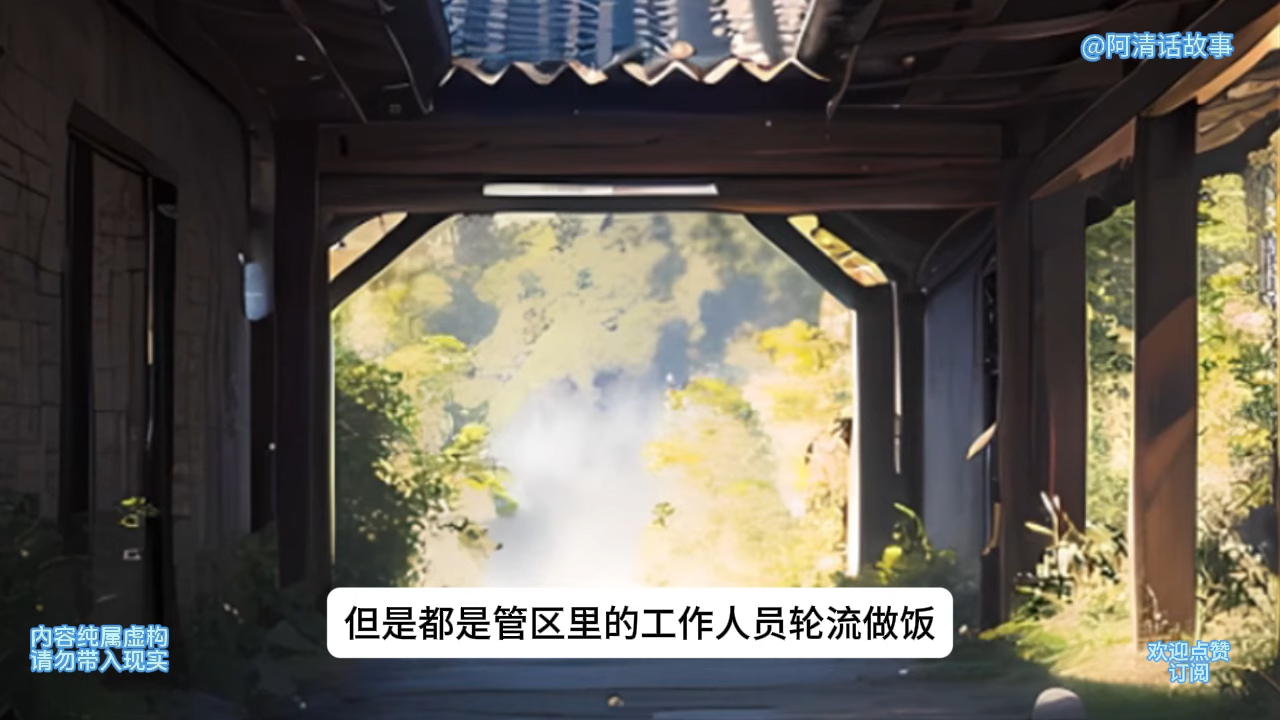 @阿清话故事
但是都是管区里的工作人员轮流做饭
内容纯属虚构
请勿带入现实
欢迎点赞
订阅